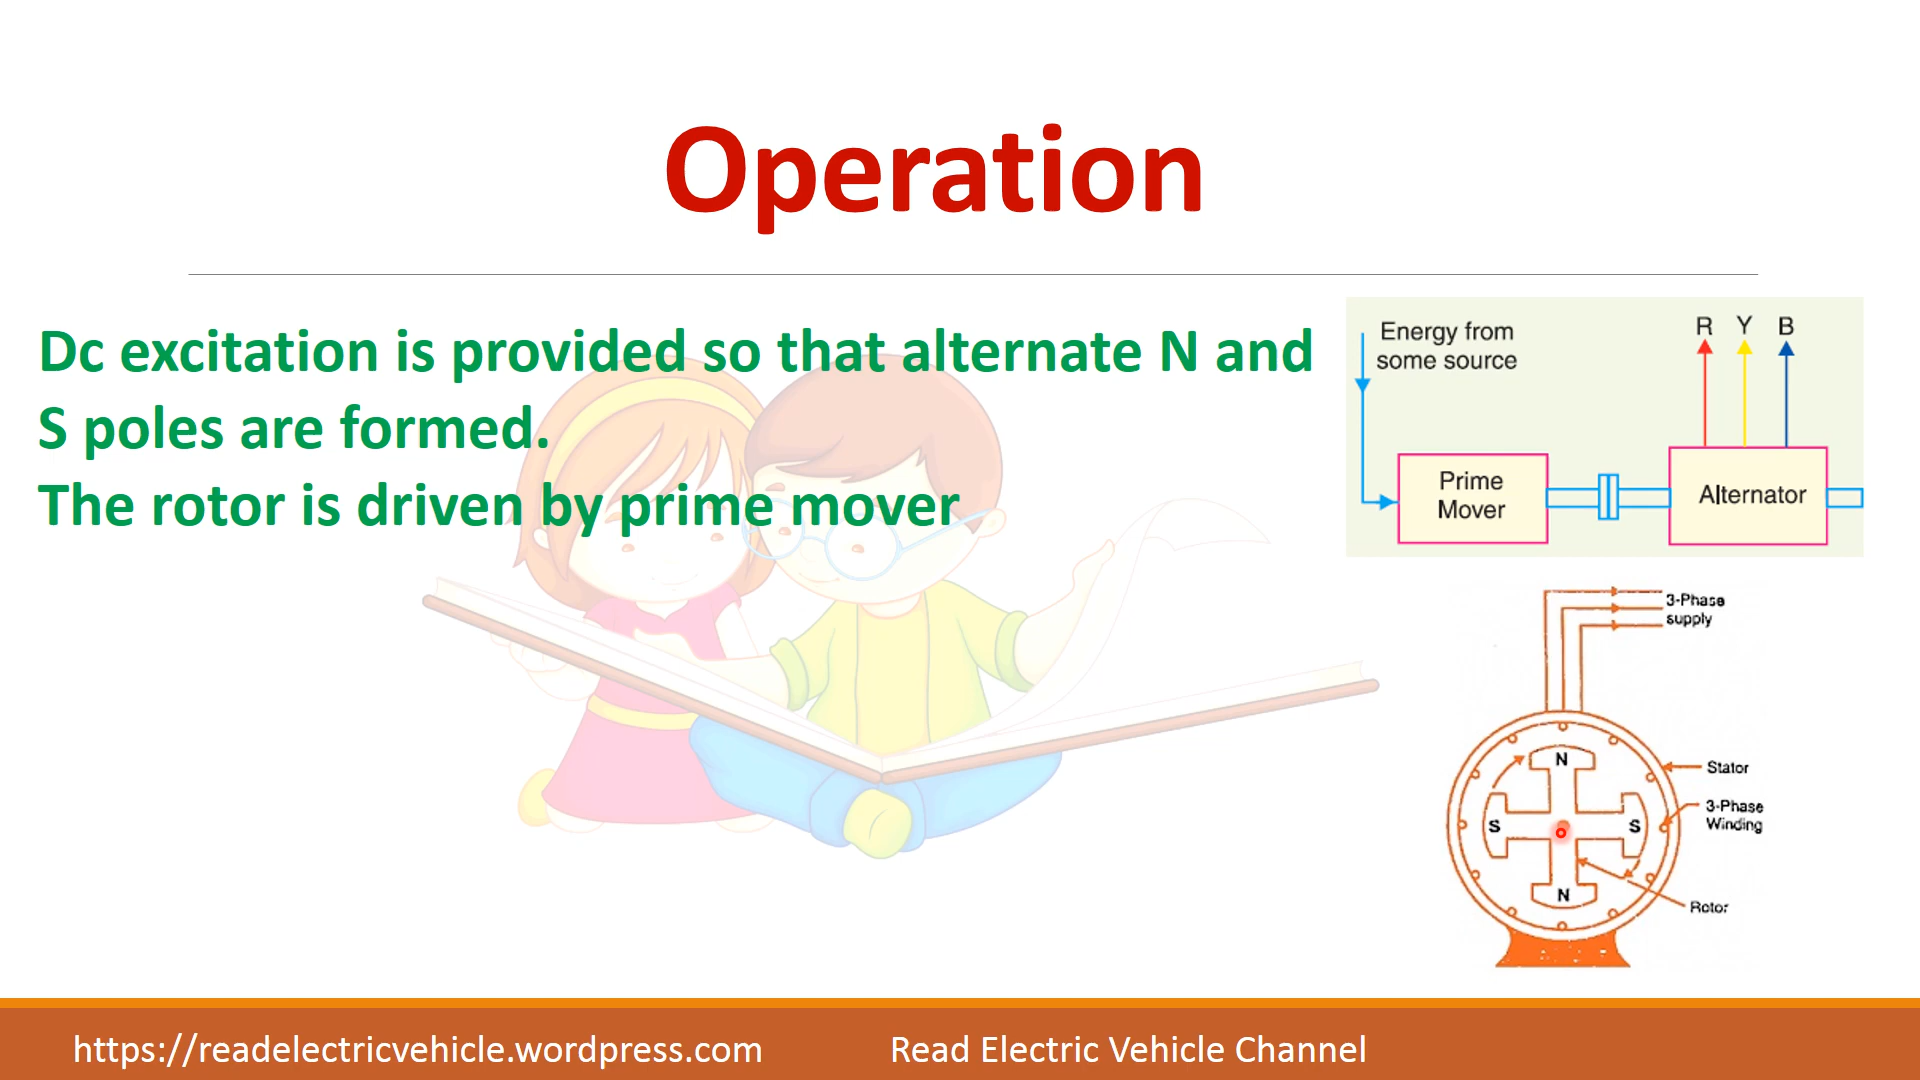 Operation
Dc excitation is provided so that alternate N and
S poles are formed.
The rotor is driven by prime mover
Energy from
some source
R Y B
Prime
Mover
Alternator
3-Phase
supply
Stator
3-Phase
Winding
N
S
S
N
Rotor
https://readelectricvehicle.wordpress.com
Read Electric Vehicle Channel